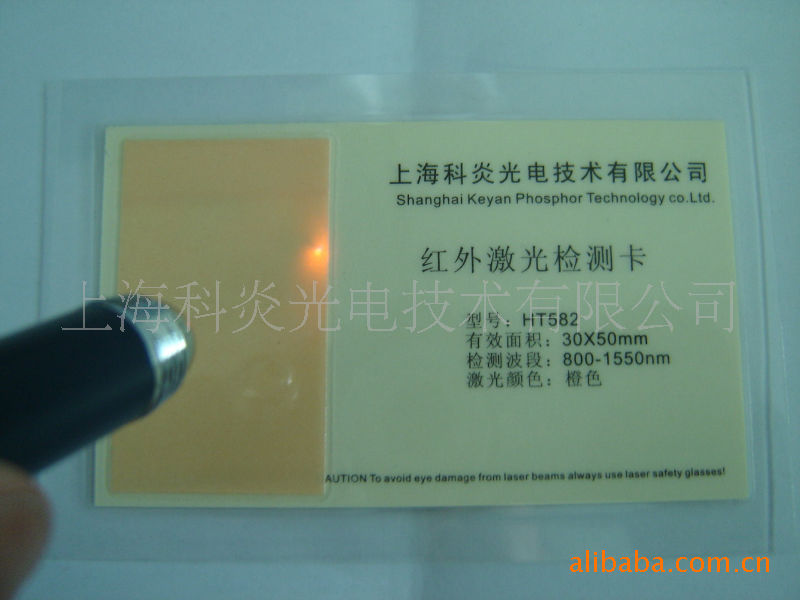 上海科炎光电技术有限公司
Shanghai Keyan Phosphor Technology co.Ltd.
红外激光检测卡
上海科炎光电技术有限公司
型号：HT582
有效面积：30X50mm
检测波段：800-1550nm
激光颜色：橙色
AUTION To avoid eye damage from laser beams always use laser safety glasses!
alibaba.com.cn